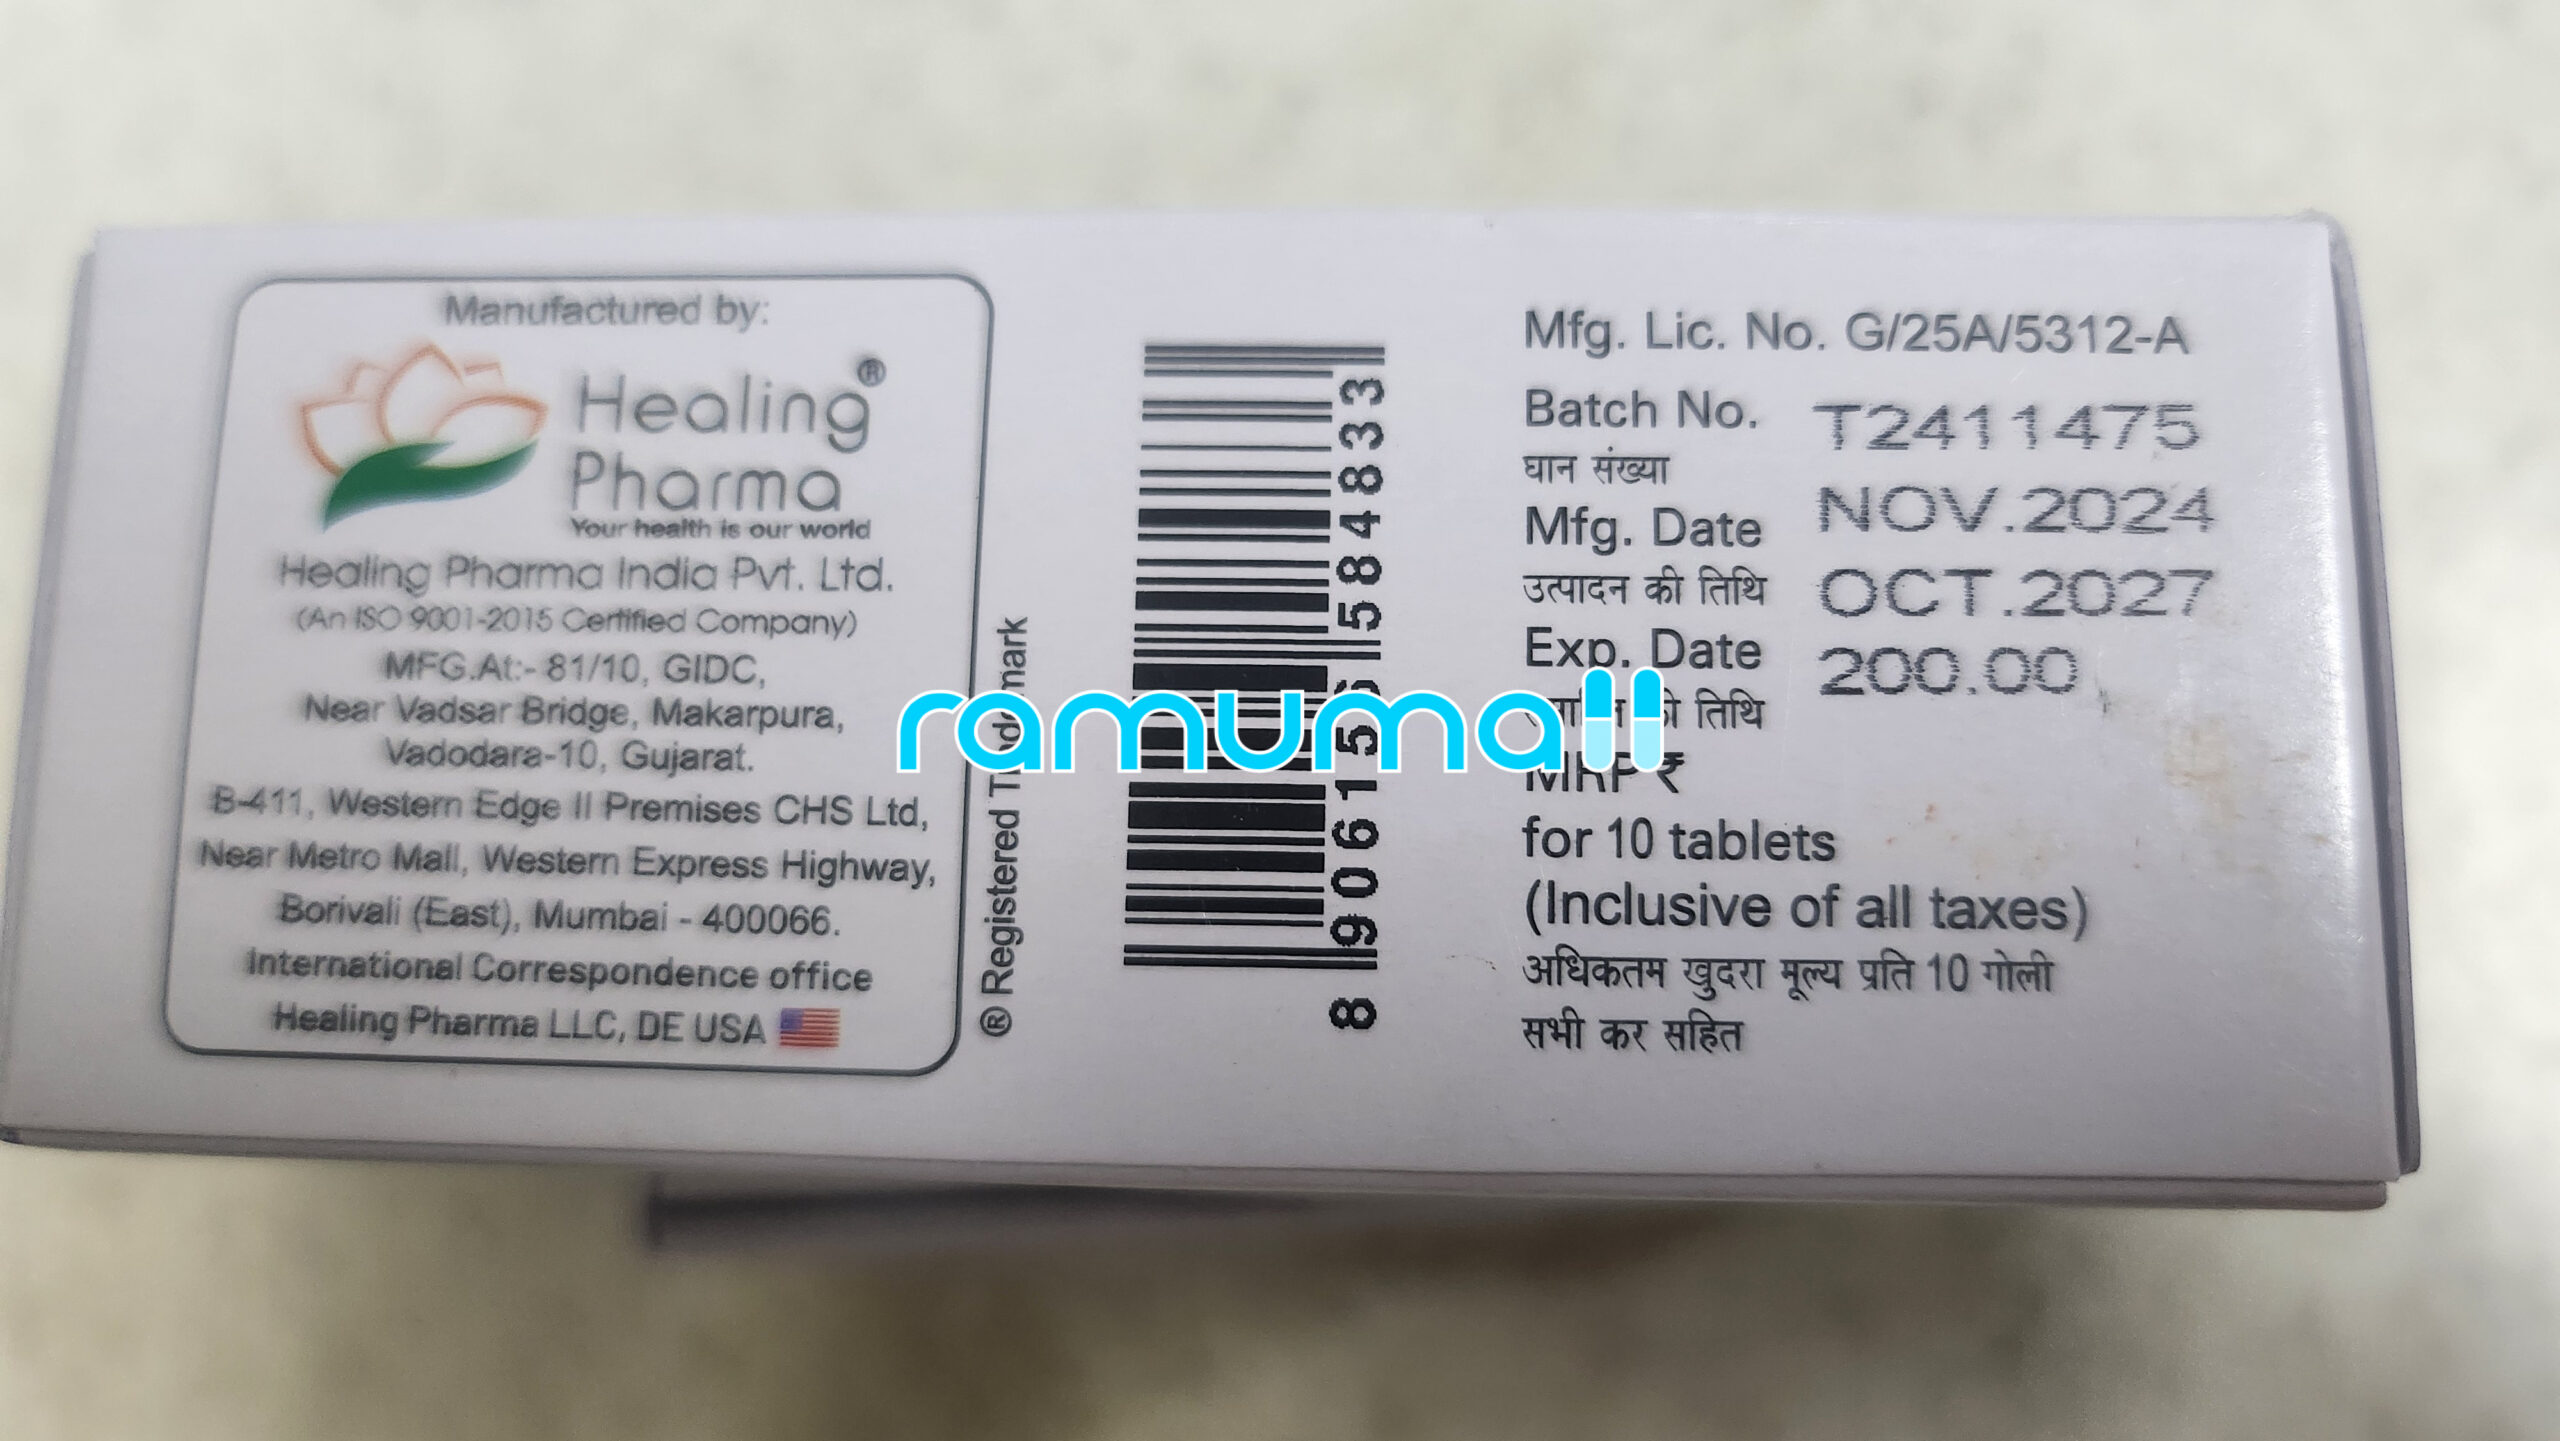 Manufactured by:
Healing®
Pharma
Your health is our world
Healing Pharma India Pvt. Ltd.
(An ISO 9001-2015 Certified Company)
MFG.At:- 81/10, GIDC,
Near Vadsar Bridge, Makarpura,
Vadodara-10, Gujarat.
B-411, Western Edge II Premises CHS Ltd,
Near Metro Mall, Western Express Highway,
Borivali (East), Mumbai - 400066.
International Correspondence office
Healing Pharma LLC, DE USA
® Registered
ramumall
Mfg. Lic. No. G/25A/5312-A
Batch No. T2411475
घान संख्या
Mfg. Date NOV.2024
उत्पादन की तिथि
Exp. Date OCT.2027
तिथि
MRP ₹ 200.00
for 10 tablets
(Inclusive of all taxes)
अधिकतम खुदरा मूल्य प्रति 10 गोली
सभी कर सहित